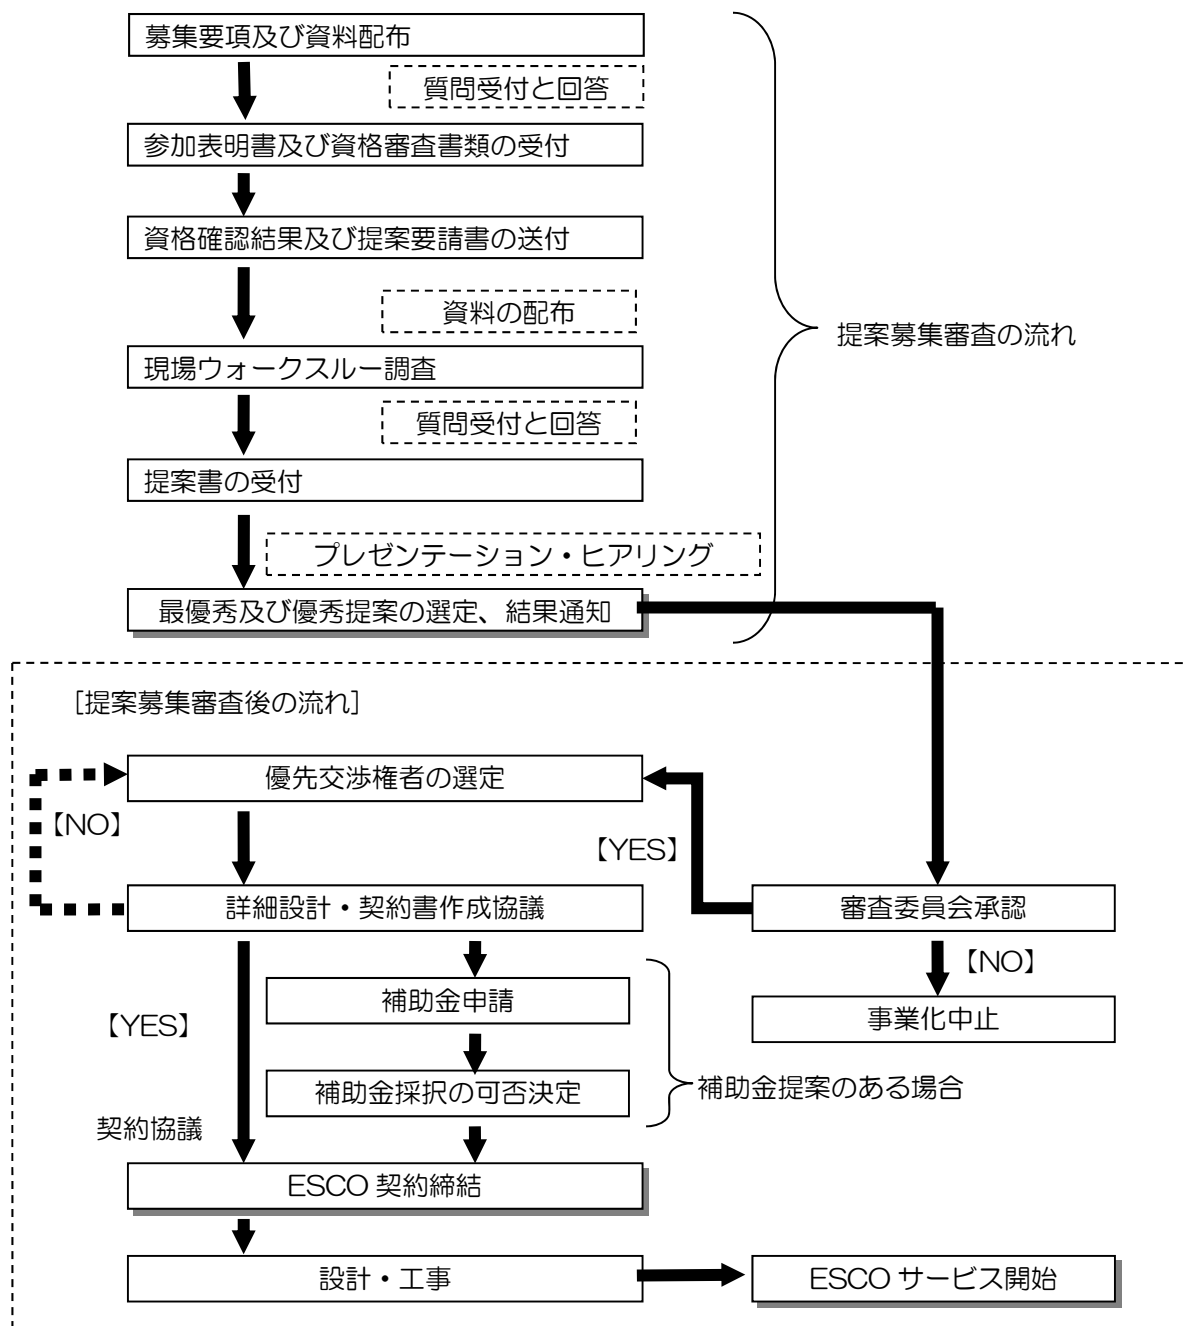 募集要項及び資料配布
質問受付と回答
参加表明書及び資格審査書類の受付
資格確認結果及び提案要請書の送付
資料の配布
提案募集審査の流れ
現場ウォークスルー調査
質問受付と回答
提案書の受付
プレゼンテーション・ヒアリング
最優秀及び優秀提案の選定、結果通知
[提案募集審査後の流れ]
優先交渉権者の選定
【NO】
【YES】
詳細設計・契約書作成協議
審査委員会承認
【NO】
補助金申請
事業化中止
【YES】
補助金採択の可否決定
補助金提案のある場合
契約協議
ESCO 契約締結
設計・工事
ESCO サービス開始